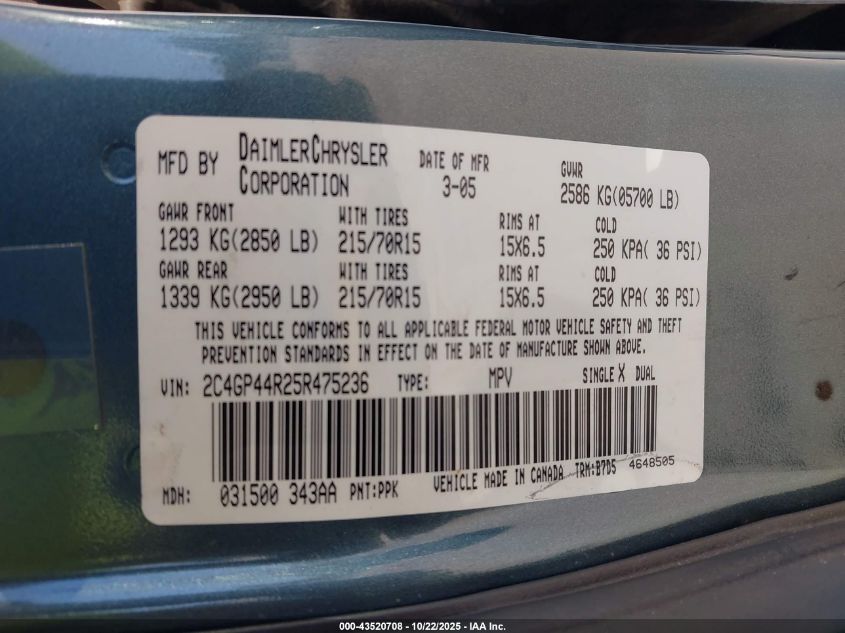 MFD BY DAIMLERCHRYSLER CORPORATION DATE OF MFR 3-05 GVWR 2586 KG(05700 LB)
GAWR FRONT WITH TIRES RIMS AT COLD
1293 KG(2850 LB) 215/70R15 15X6.5 250 KPA( 36 PSI)
GAWR REAR WITH TIRES RIMS AT COLD
1339 KG(2950 LB) 215/70R15 15X6.5 250 KPA( 36 PSI)
THIS VEHICLE CONFORMS TO ALL APPLICABLE FEDERAL MOTOR VEHICLE SAFETY AND THEFT
PREVENTION STANDARDS IN EFFECT ON THE DATE OF MANUFACTURE SHOWN ABOVE.
VIN: 2C4GP44R25R475236 TYPE: MPV SINGLE X DUAL
MDH: 031500 343AA PNT:PPK VEHICLE MADE IN CANADA TRM:B7D5 4648505
000-43520708 - 10/22/2025 - IAA Inc.